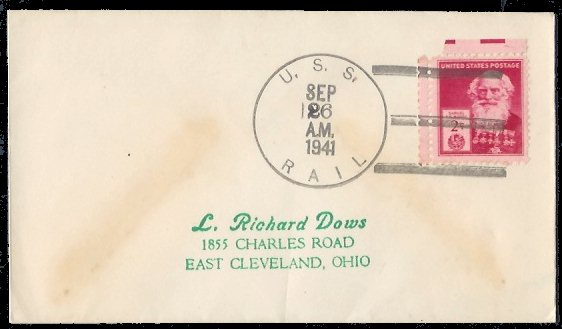 U. S. S.
SEP
26
A.M.
1941
RAIL
UNITED STATES POSTAGE
2¢
L. Richard Dows
1855 CHARLES ROAD
EAST CLEVELAND, OHIO